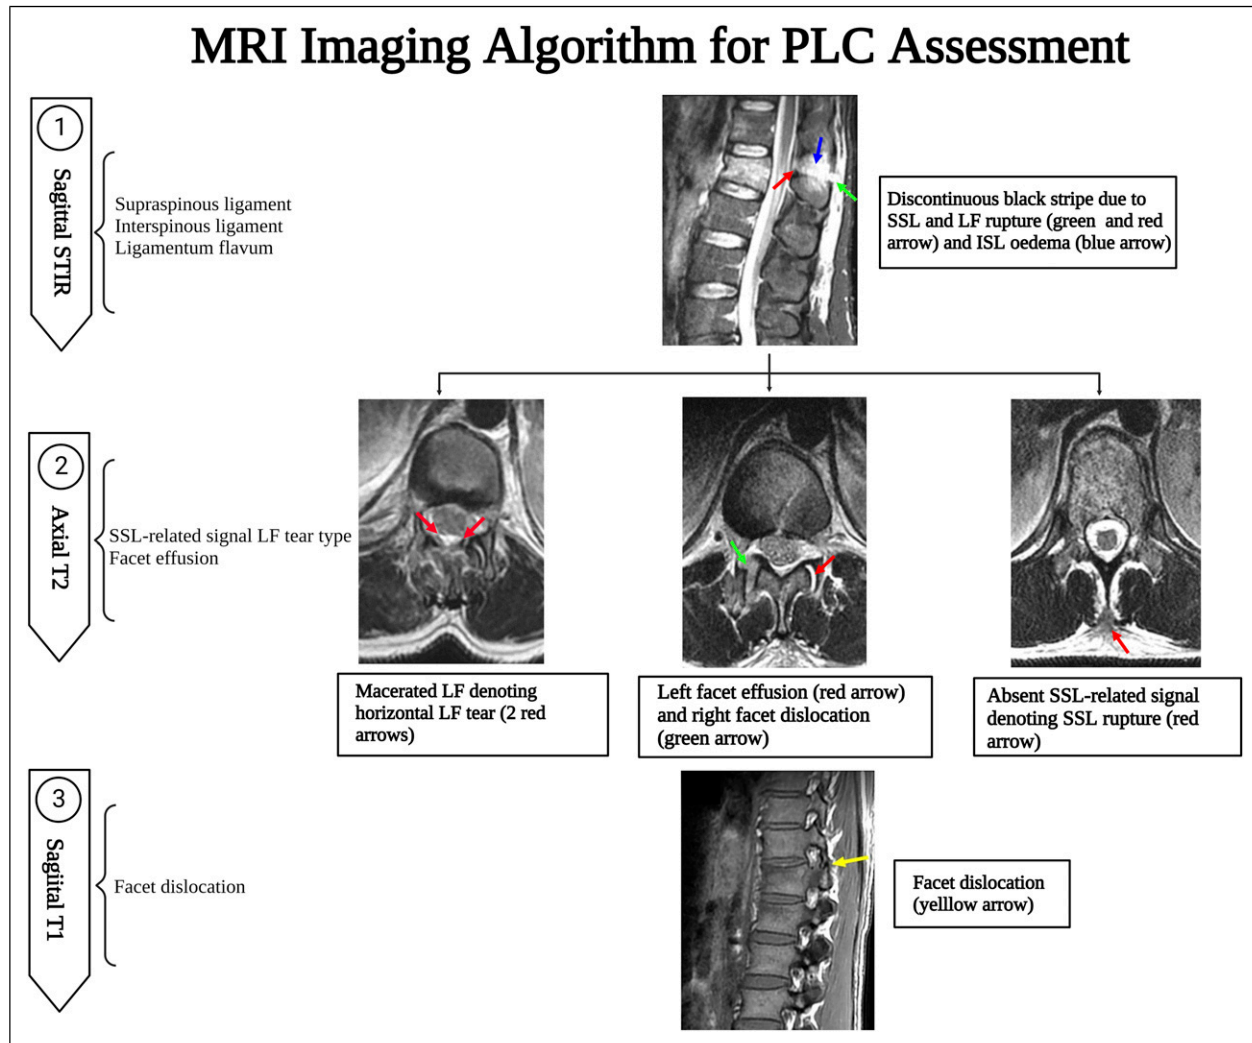 MRI Imaging Algorithm for PLC Assessment
1
Sagittal STIR
Supraspinous ligament
Interspinous ligament
Ligamentum flavum
Discontinuous black stripe due to
SSL and LF rupture (green and red
arrow) and ISL oedema (blue arrow)
2
Axial T2
SSL-related signal LF tear type
Facet effusion
Macerated LF denoting
horizontal LF tear (2 red
arrows)
Left facet effusion (red arrow)
and right facet dislocation
(green arrow)
Absent SSL-related signal
denoting SSL rupture (red
arrow)
3
Sagiital T1
Facet dislocation
Facet dislocation
(yelllow arrow)